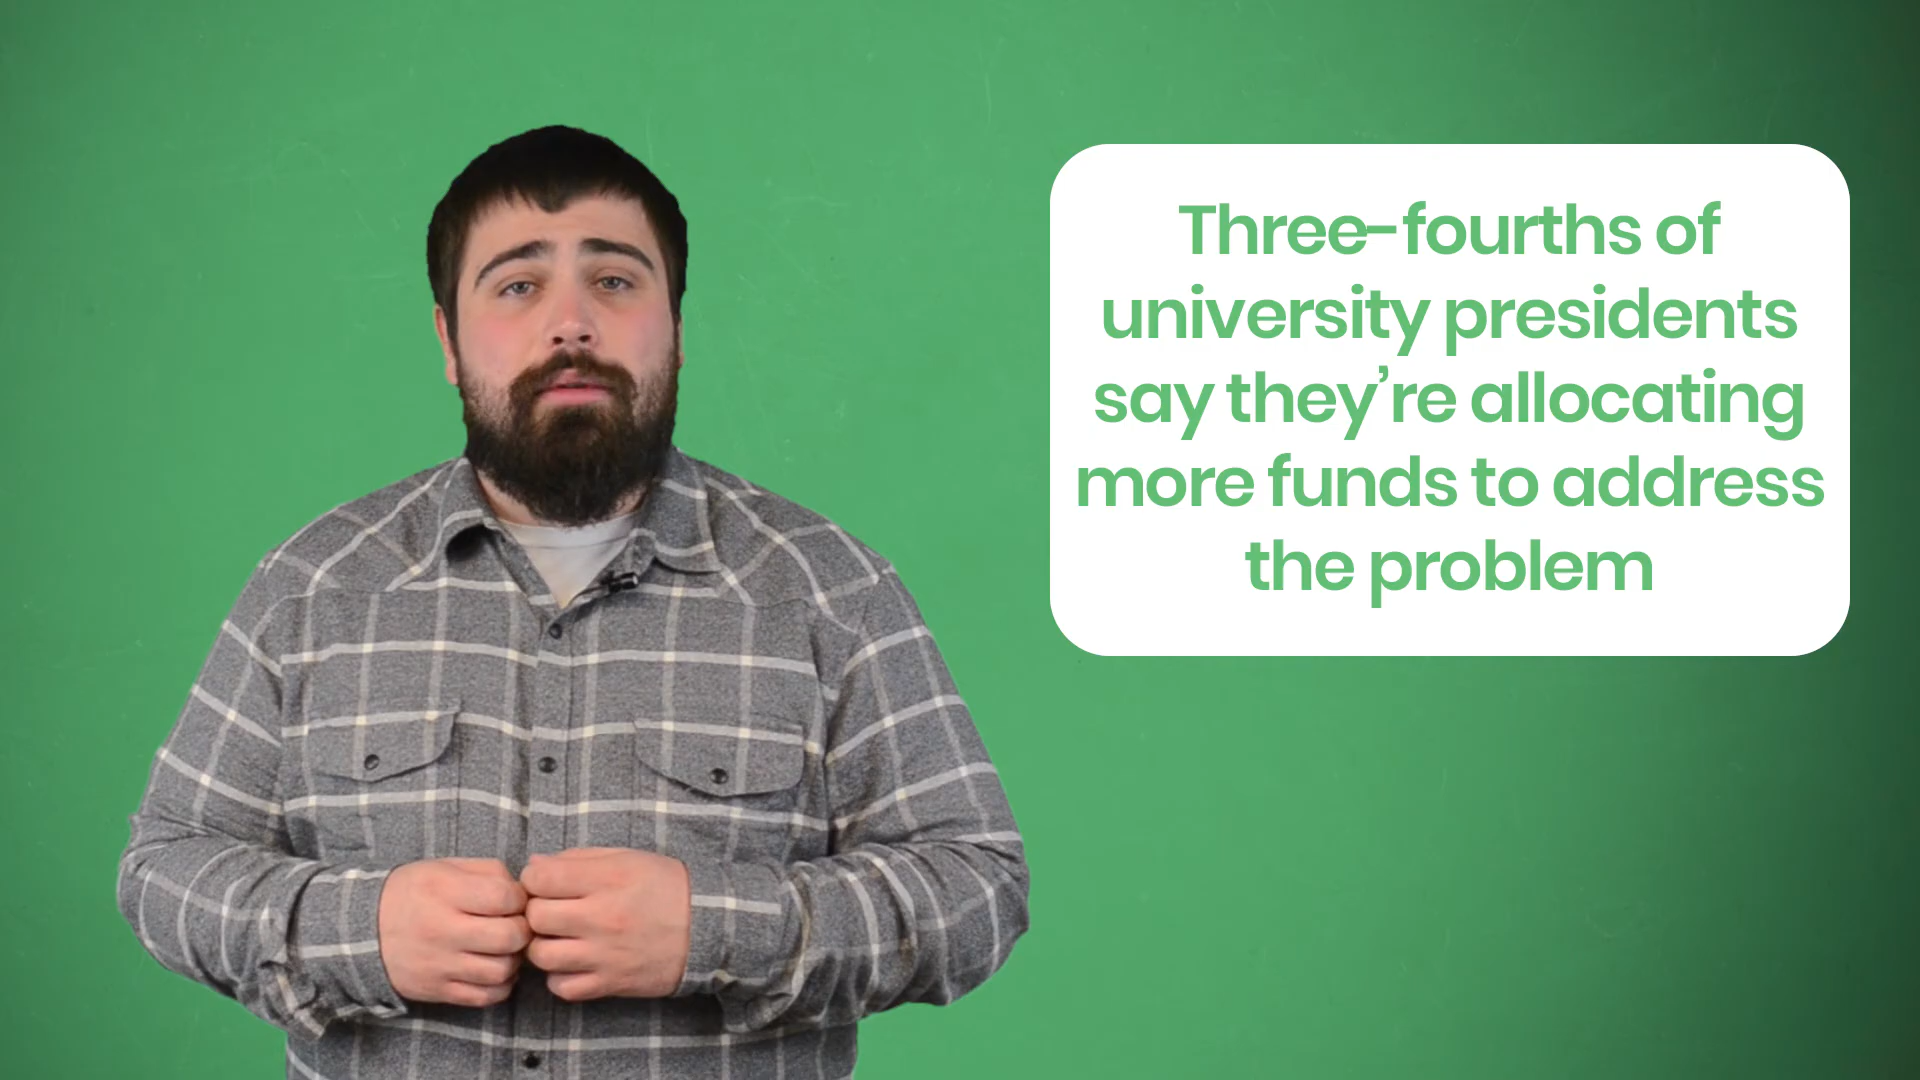 Three-fourths of
university presidents
say they’re allocating
more funds to address
the problem